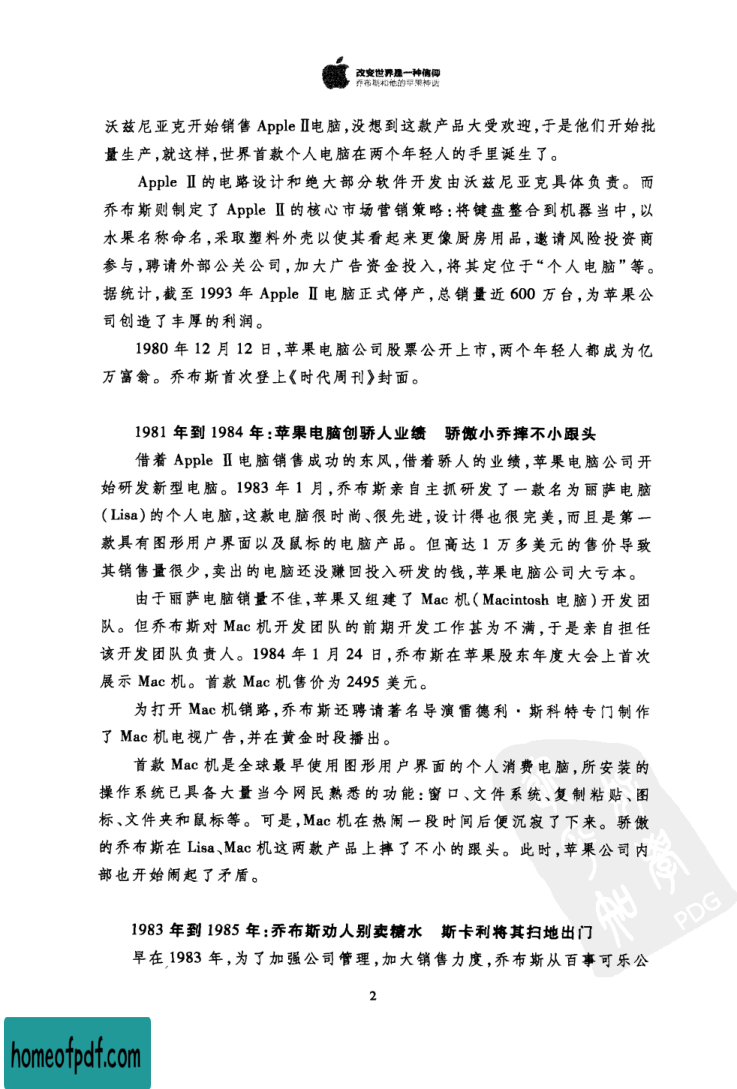 改变世界是一种信仰
乔布斯和他的苹果神话
沃兹尼亚克开始销售 Apple Ⅱ电脑,没想到这款产品大受欢迎,于是他们开始批
量生产,就这样,世界首款个人电脑在两个年轻人的手里诞生了。
Apple Ⅱ的电路设计和绝大部分软件开发由沃兹尼亚克具体负责。而
乔布斯则制定了 Apple Ⅱ的核心市场营销策略:将键盘整合到机器当中,以
水果名称命名,采取塑料外壳以使其看起来更像厨房用品,邀请风险投资商
参与,聘请外部公关公司,加大广告资金投入,将其定位于“个人电脑”等。
据统计,截至 1993 年 Apple Ⅱ电脑正式停产,总销量近 600 万台,为苹果公
司创造了丰厚的利润。
1980 年 12 月 12 日,苹果电脑公司股票公开上市,两个年轻人都成为亿
万富翁。乔布斯首次登上《时代周刊》封面。
1981 年到 1984 年:苹果电脑创骄人业绩 骄傲小乔摔不小跟头
借着 Apple Ⅱ电脑销售成功的东风,借着骄人的业绩,苹果电脑公司开
始研发新型电脑。1983 年 1 月,乔布斯亲自主抓研发了一款名为丽萨电脑
(Lisa)的个人电脑,这款电脑很时尚、很先进,设计得也很完美,而且是第一
款具有图形用户界面以及鼠标的电脑产品。但高达 1 万多美元的售价导致
其销售量很少,卖出的电脑还没赚回投入研发的钱,苹果电脑公司大亏本。
由于丽萨电脑销量不佳,苹果又组建了 Mac 机(Macintosh 电脑)开发团
队。但乔布斯对 Mac 机开发团队的前期开发工作甚为不满,于是亲自担任
该开发团队负责人。1984 年 1 月 24 日,乔布斯在苹果股东年度大会上首次
展示 Mac 机。首款 Mac 机售价为 2495 美元。
为打开 Mac 机销路,乔布斯还聘请著名导演雷德利·斯科特专门制作
了 Mac 机电视广告,并在黄金时段播出。
首款 Mac 机是全球最早使用图形用户界面的个人消费电脑,所安装的
操作系统已具备大量当今网民熟悉的功能:窗口、文件系统、复制粘贴、图
标、文件夹和鼠标等。可是,Mac 机在热闹一段时间后便沉寂了下来。骄傲
的乔布斯在 Lisa、Mac 机这两款产品上摔了不小的跟头。此时,苹果公司内
部也开始闹起了矛盾。
1983 年到 1985 年:乔布斯劝人别卖糖水 斯卡利将其扫地出门
早在 1983 年,为了加强公司管理,加大销售力度,乔布斯从百事可乐公
2
PDG
homeofpdf.com